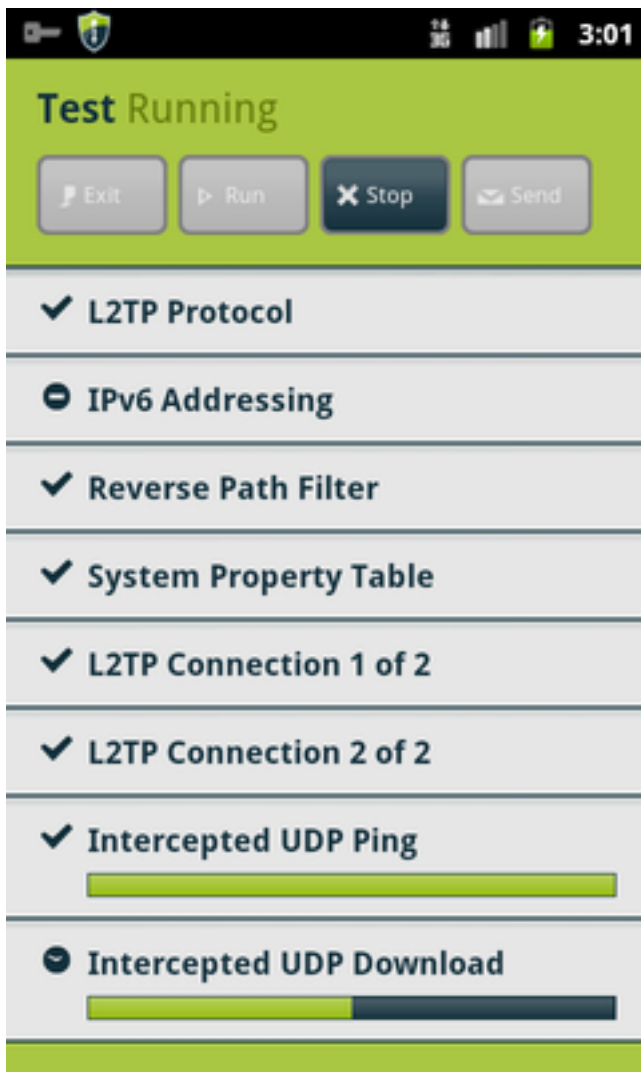 3G 3:01
Test Running
Exit Run Stop Send
L2TP Protocol
IPv6 Addressing
Reverse Path Filter
System Property Table
L2TP Connection 1 of 2
L2TP Connection 2 of 2
Intercepted UDP Ping
Intercepted UDP Download